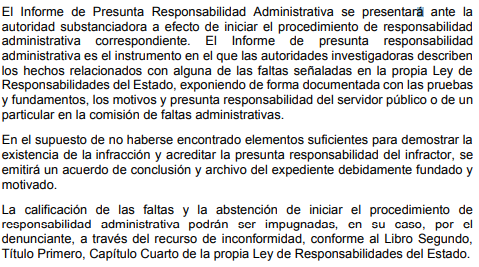 El Informe de Presunta Responsabilidad Administrativa se presentará ante la
autoridad substanciadora a efecto de iniciar el procedimiento de responsabilidad
administrativa correspondiente. El Informe de presunta responsabilidad
administrativa es el instrumento en el que las autoridades investigadoras describen
los hechos relacionados con alguna de las faltas señaladas en la propia Ley de
Responsabilidades del Estado, exponiendo de forma documentada con las pruebas
y fundamentos, los motivos y presunta responsabilidad del servidor público o de un
particular en la comisión de faltas administrativas.
En el supuesto de no haberse encontrado elementos suficientes para demostrar la
existencia de la infracción y acreditar la presunta responsabilidad del infractor, se
emitirá un acuerdo de conclusión y archivo del expediente debidamente fundado y
motivado.
La calificación de las faltas y la abstención de iniciar el procedimiento de
responsabilidad administrativa podrán ser impugnadas, en su caso, por el
denunciante, a través del recurso de inconformidad, conforme al Libro Segundo,
Título Primero, Capítulo Cuarto de la propia Ley de Responsabilidades del Estado.